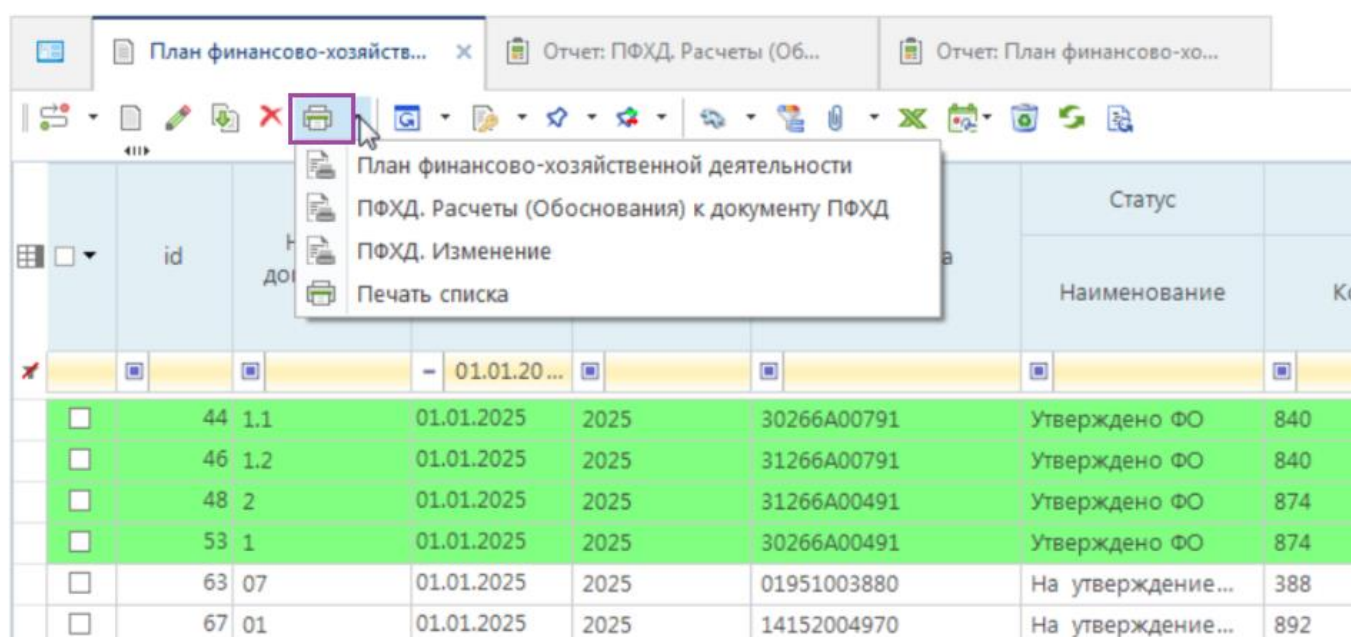 План финансово-хозяйств...
Отчет: ПФХД. Расчеты (Об...
Отчет: План финансово-хо...
План финансово-хозяйственной деятельности
ПФХД. Расчеты (Обоснования) к документу ПФХД
ПФХД. Изменение
Печать списка
id
Статус
Наименование
01.01.20 ...
44 1.1 01.01.2025 2025 30266А00791 Утверждено ФО 840
46 1.2 01.01.2025 2025 31266А00791 Утверждено ФО 840
48 2 01.01.2025 2025 31266А00491 Утверждено ФО 874
53 1 01.01.2025 2025 30266А00491 Утверждено ФО 874
63 07 01.01.2025 2025 01951003880 На утверждение... 388
67 01 01.01.2025 2025 14152004970 На утверждение... 892